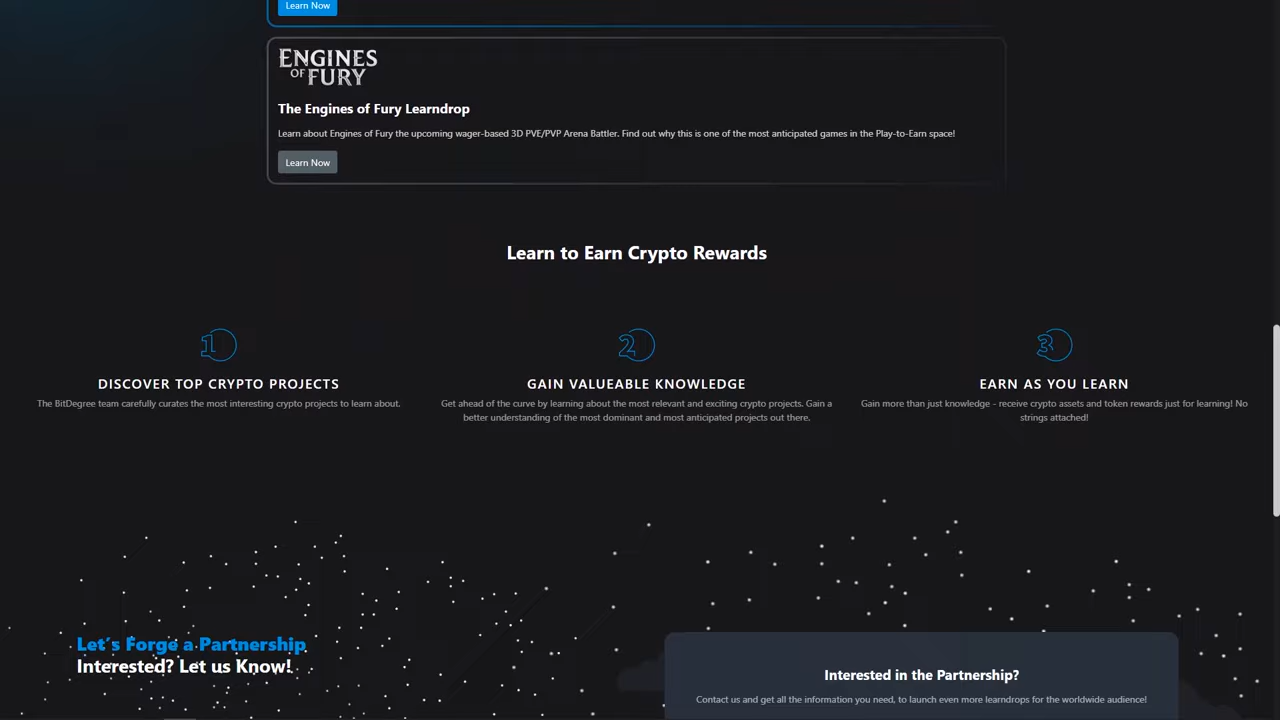 Learn Now
ENGINES
OF FURY
The Engines of Fury Learndrop
Learn about Engines of Fury the upcoming wager-based 3D PVE/PVP Arena Battler. Find out why this is one of the most anticipated games in the Play-to-Earn space!
Learn Now
Learn to Earn Crypto Rewards
1
DISCOVER TOP CRYPTO PROJECTS
The BitDegree team carefully curates the most interesting crypto projects to learn about.
2
GAIN VALUEABLE KNOWLEDGE
Get ahead of the curve by learning about the most relevant and exciting crypto projects. Gain a
better understanding of the most dominant and most anticipated projects out there.
3
EARN AS YOU LEARN
Gain more than just knowledge - receive crypto assets and token rewards just for learning! No
strings attached!
Let´s Forge a Partnership
Interested? Let us Know!
Interested in the Partnership?
Contact us and get all the information you need, to launch even more learndrops for the worldwide audience!